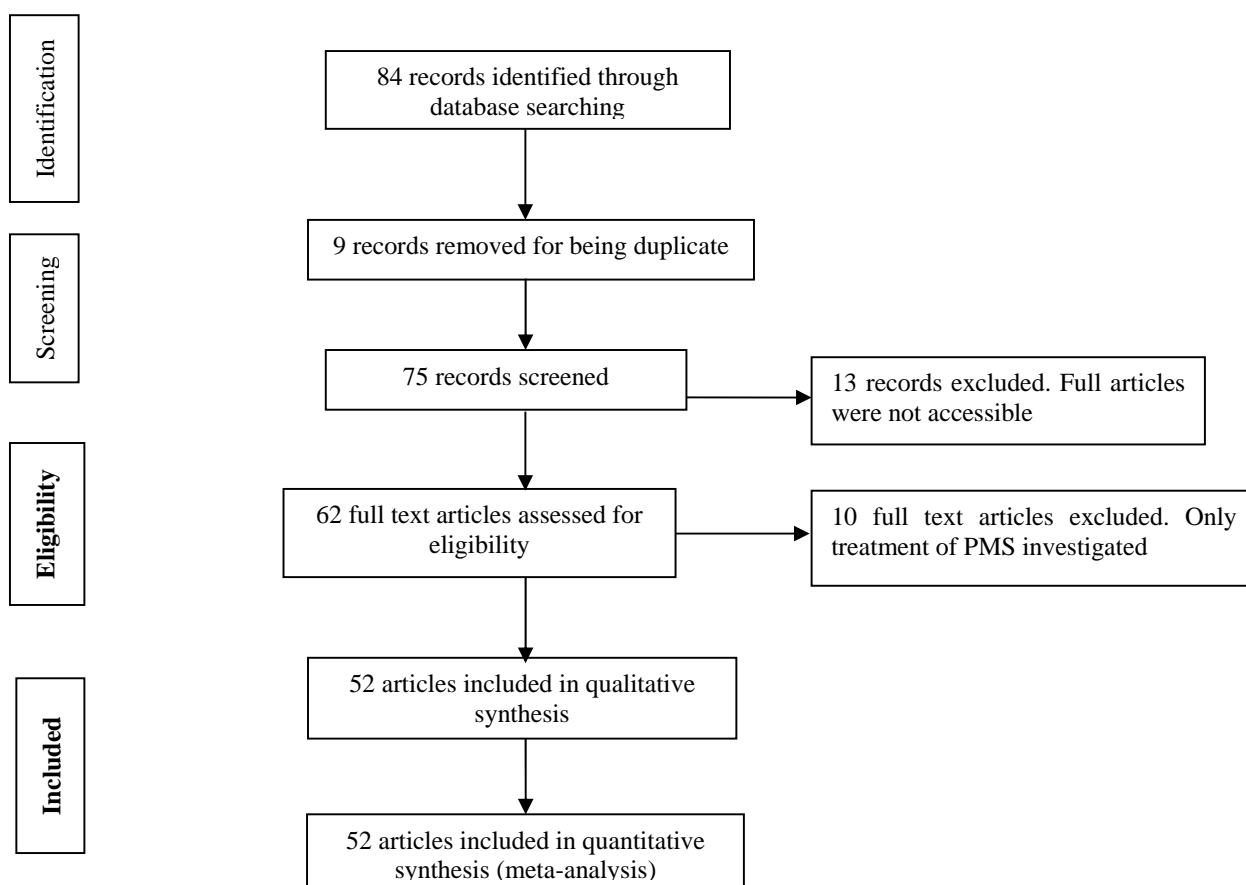 Identification
84 records identified through
database searching
9 records removed for being duplicate
Screening
75 records screened
13 records excluded. Full articles
were not accessible
Eligibility
62 full text articles assessed for
eligibility
10 full text articles excluded. Only
treatment of PMS investigated
Included
52 articles included in qualitative
synthesis
52 articles included in quantitative
synthesis (meta-analysis)